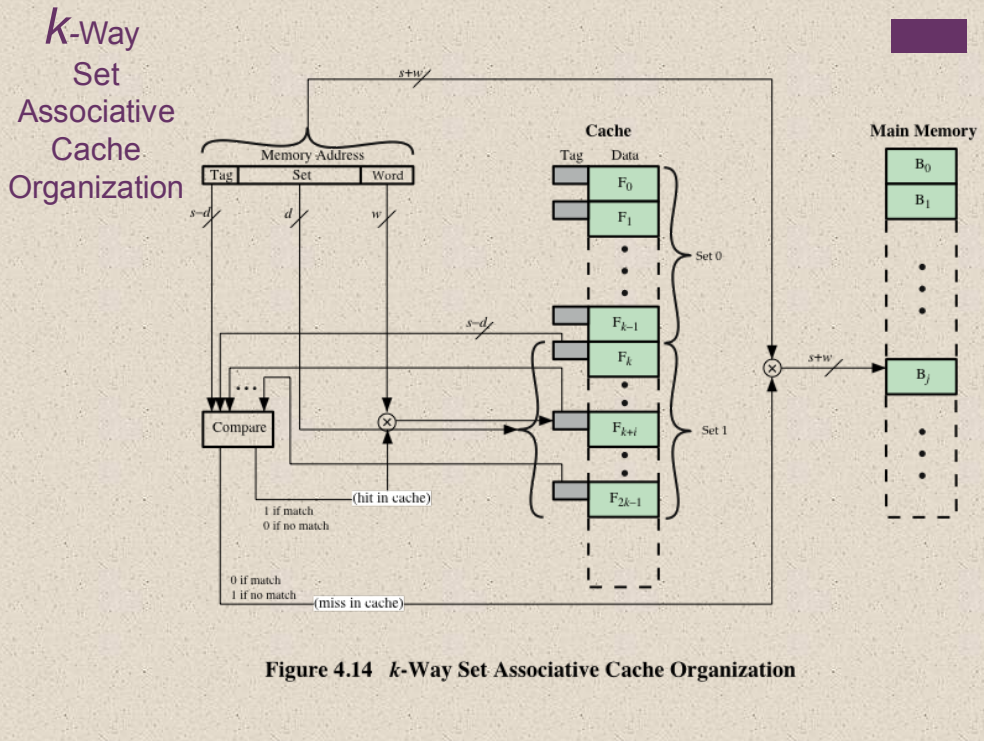 k-Way
Set
Associative
Cache
Organization
s+w
Cache
Main Memory
Memory Address
Tag Data
Tag Set Word
F0
B0
F1
B1
s–d
d
w
Set 0
Fk–1
s–d
Fk
s+w
Bj
...
Compare
Fk+i
Set 1
Fk+i
F2k–1
(hit in cache)
1 if match
0 if no match
0 if match
1 if no match
(miss in cache)
Figure 4.14 k-Way Set Associative Cache Organization